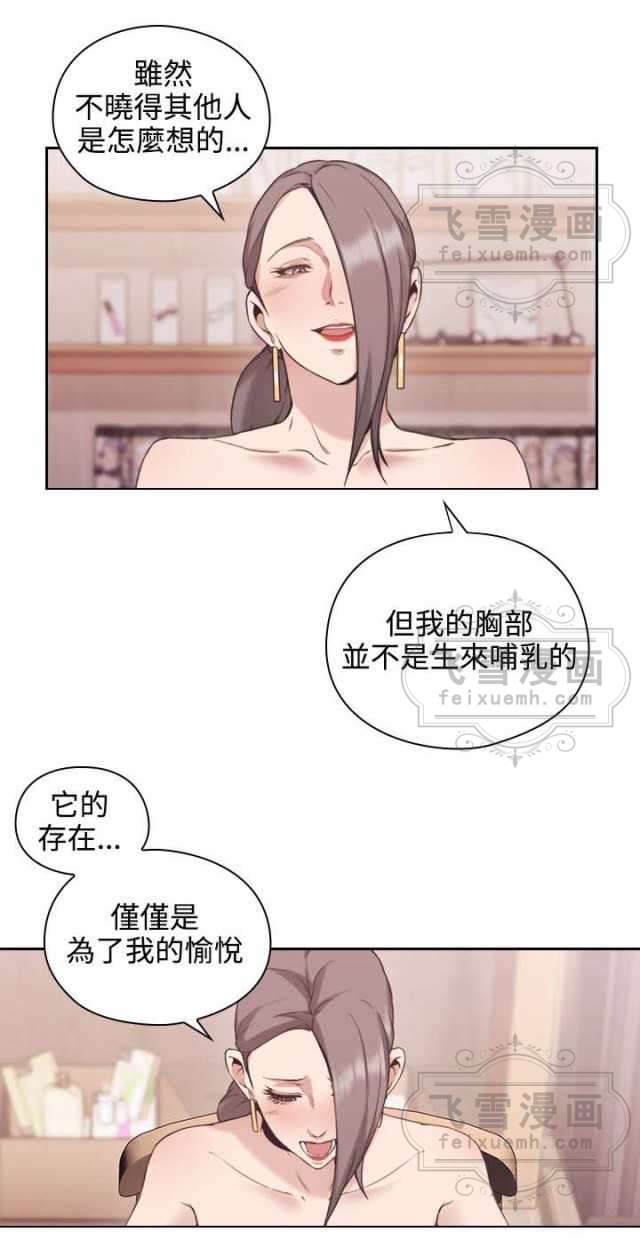 雖然
不曉得其他人
是怎麼想的...
飞雪漫画
feixuemh.com
但我的胸部
並不是生來哺乳的
飞雪漫画
feixuemh.com
它的
存在...
僅僅是
為了我的愉悅
飞雪漫画
feixuemh.com